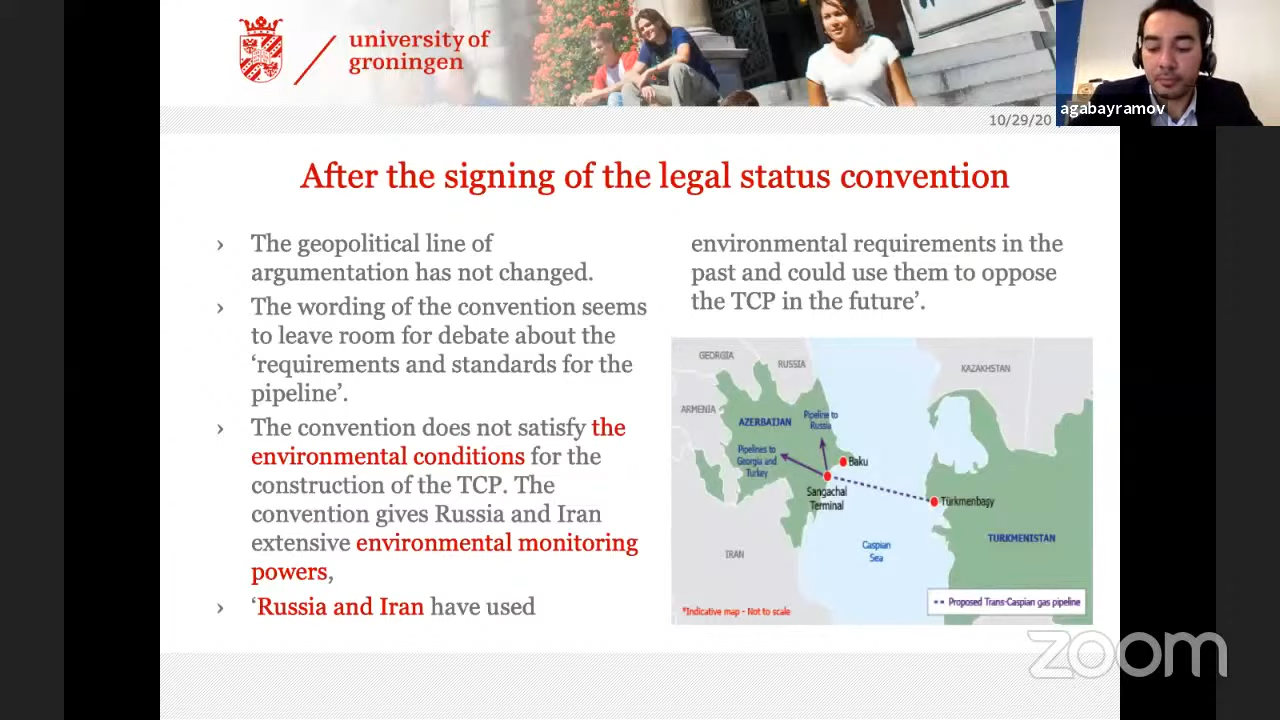 university of
groningen
agabayramov
10/29/20
After the signing of the legal status convention
› The geopolitical line of
argumentation has not changed.
› The wording of the convention seems
to leave room for debate about the
‘requirements and standards for the
pipeline’.
› The convention does not satisfy the
environmental conditions for the
construction of the TCP. The
convention gives Russia and Iran
extensive environmental monitoring
powers,
› ‘Russia and Iran have used
environmental requirements in the
past and could use them to oppose
the TCP in the future’.
GEORGIA
RUSSIA
KAZAKHSTAN
ARMENIA
AZERBAIJAN
Pipeline to
Russia
Pipelines to
Georgia and
Turkey
Baku
Sangachal
Terminal
Türkmenbaşy
TURKMENISTAN
IRAN
Caspian
Sea
Proposed Trans-Caspian gas pipeline
*Indicative map - Not to scale
zoom